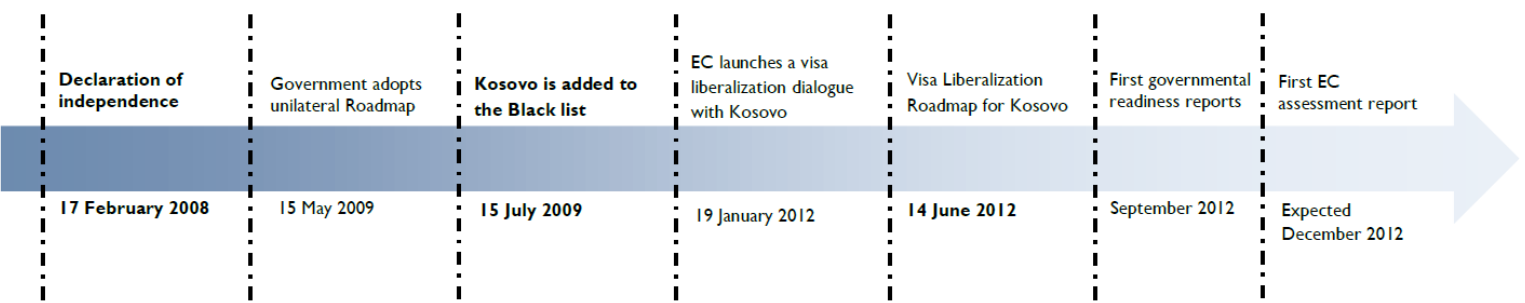 Declaration of
independence
Government adopts
unilateral Roadmap
Kosovo is added to
the Black list
EC launches a visa
liberalization dialogue
with Kosovo
Visa Liberalization
Roadmap for Kosovo
First governmental
readiness reports
First EC
assessment report
17 February 2008
15 May 2009
15 July 2009
19 January 2012
14 June 2012
September 2012
Expected
December 2012